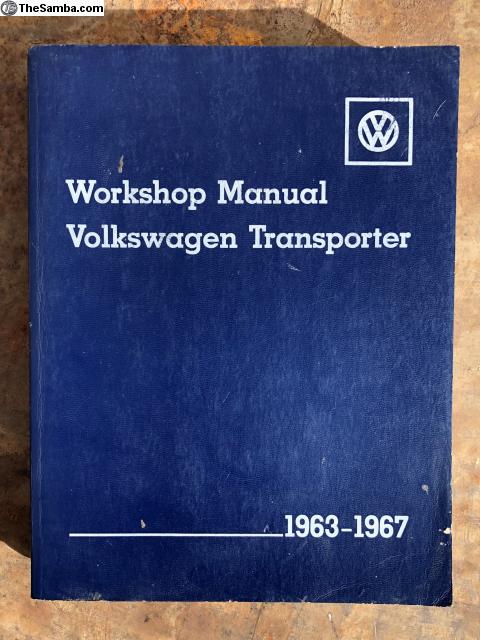 TheSamba.com
Workshop Manual
Volkswagen Transporter
1963-1967